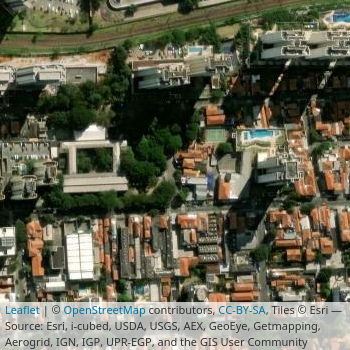 Leaflet | © OpenStreetMap contributors, CC-BY-SA, Tiles © Esri —
Source: Esri, i-cubed, USDA, USGS, AEX, GeoEye, Getmapping,
Aerogrid, IGN, IGP, UPR-EGP, and the GIS User Community